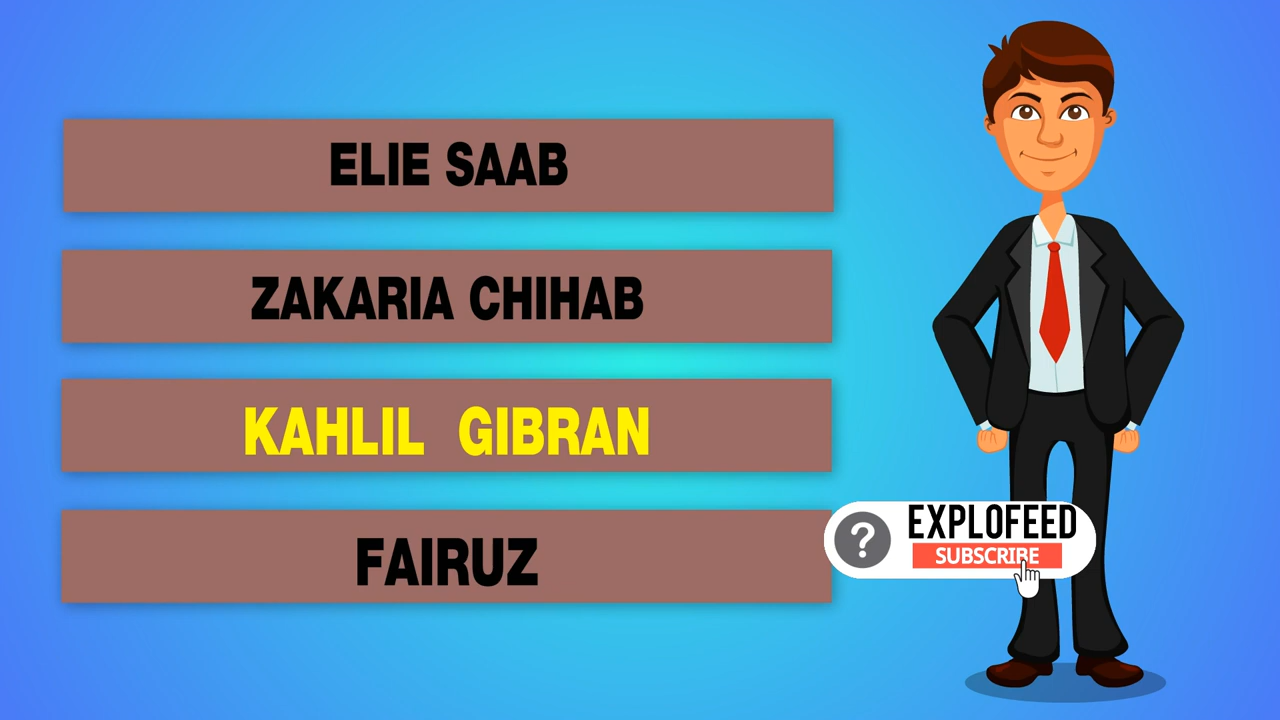 ELIE SAAB
ZAKARIA CHIHAB
KAHLIL GIBRAN
FAIRUZ
?
EXPLOFEED
SUBSCRIBE